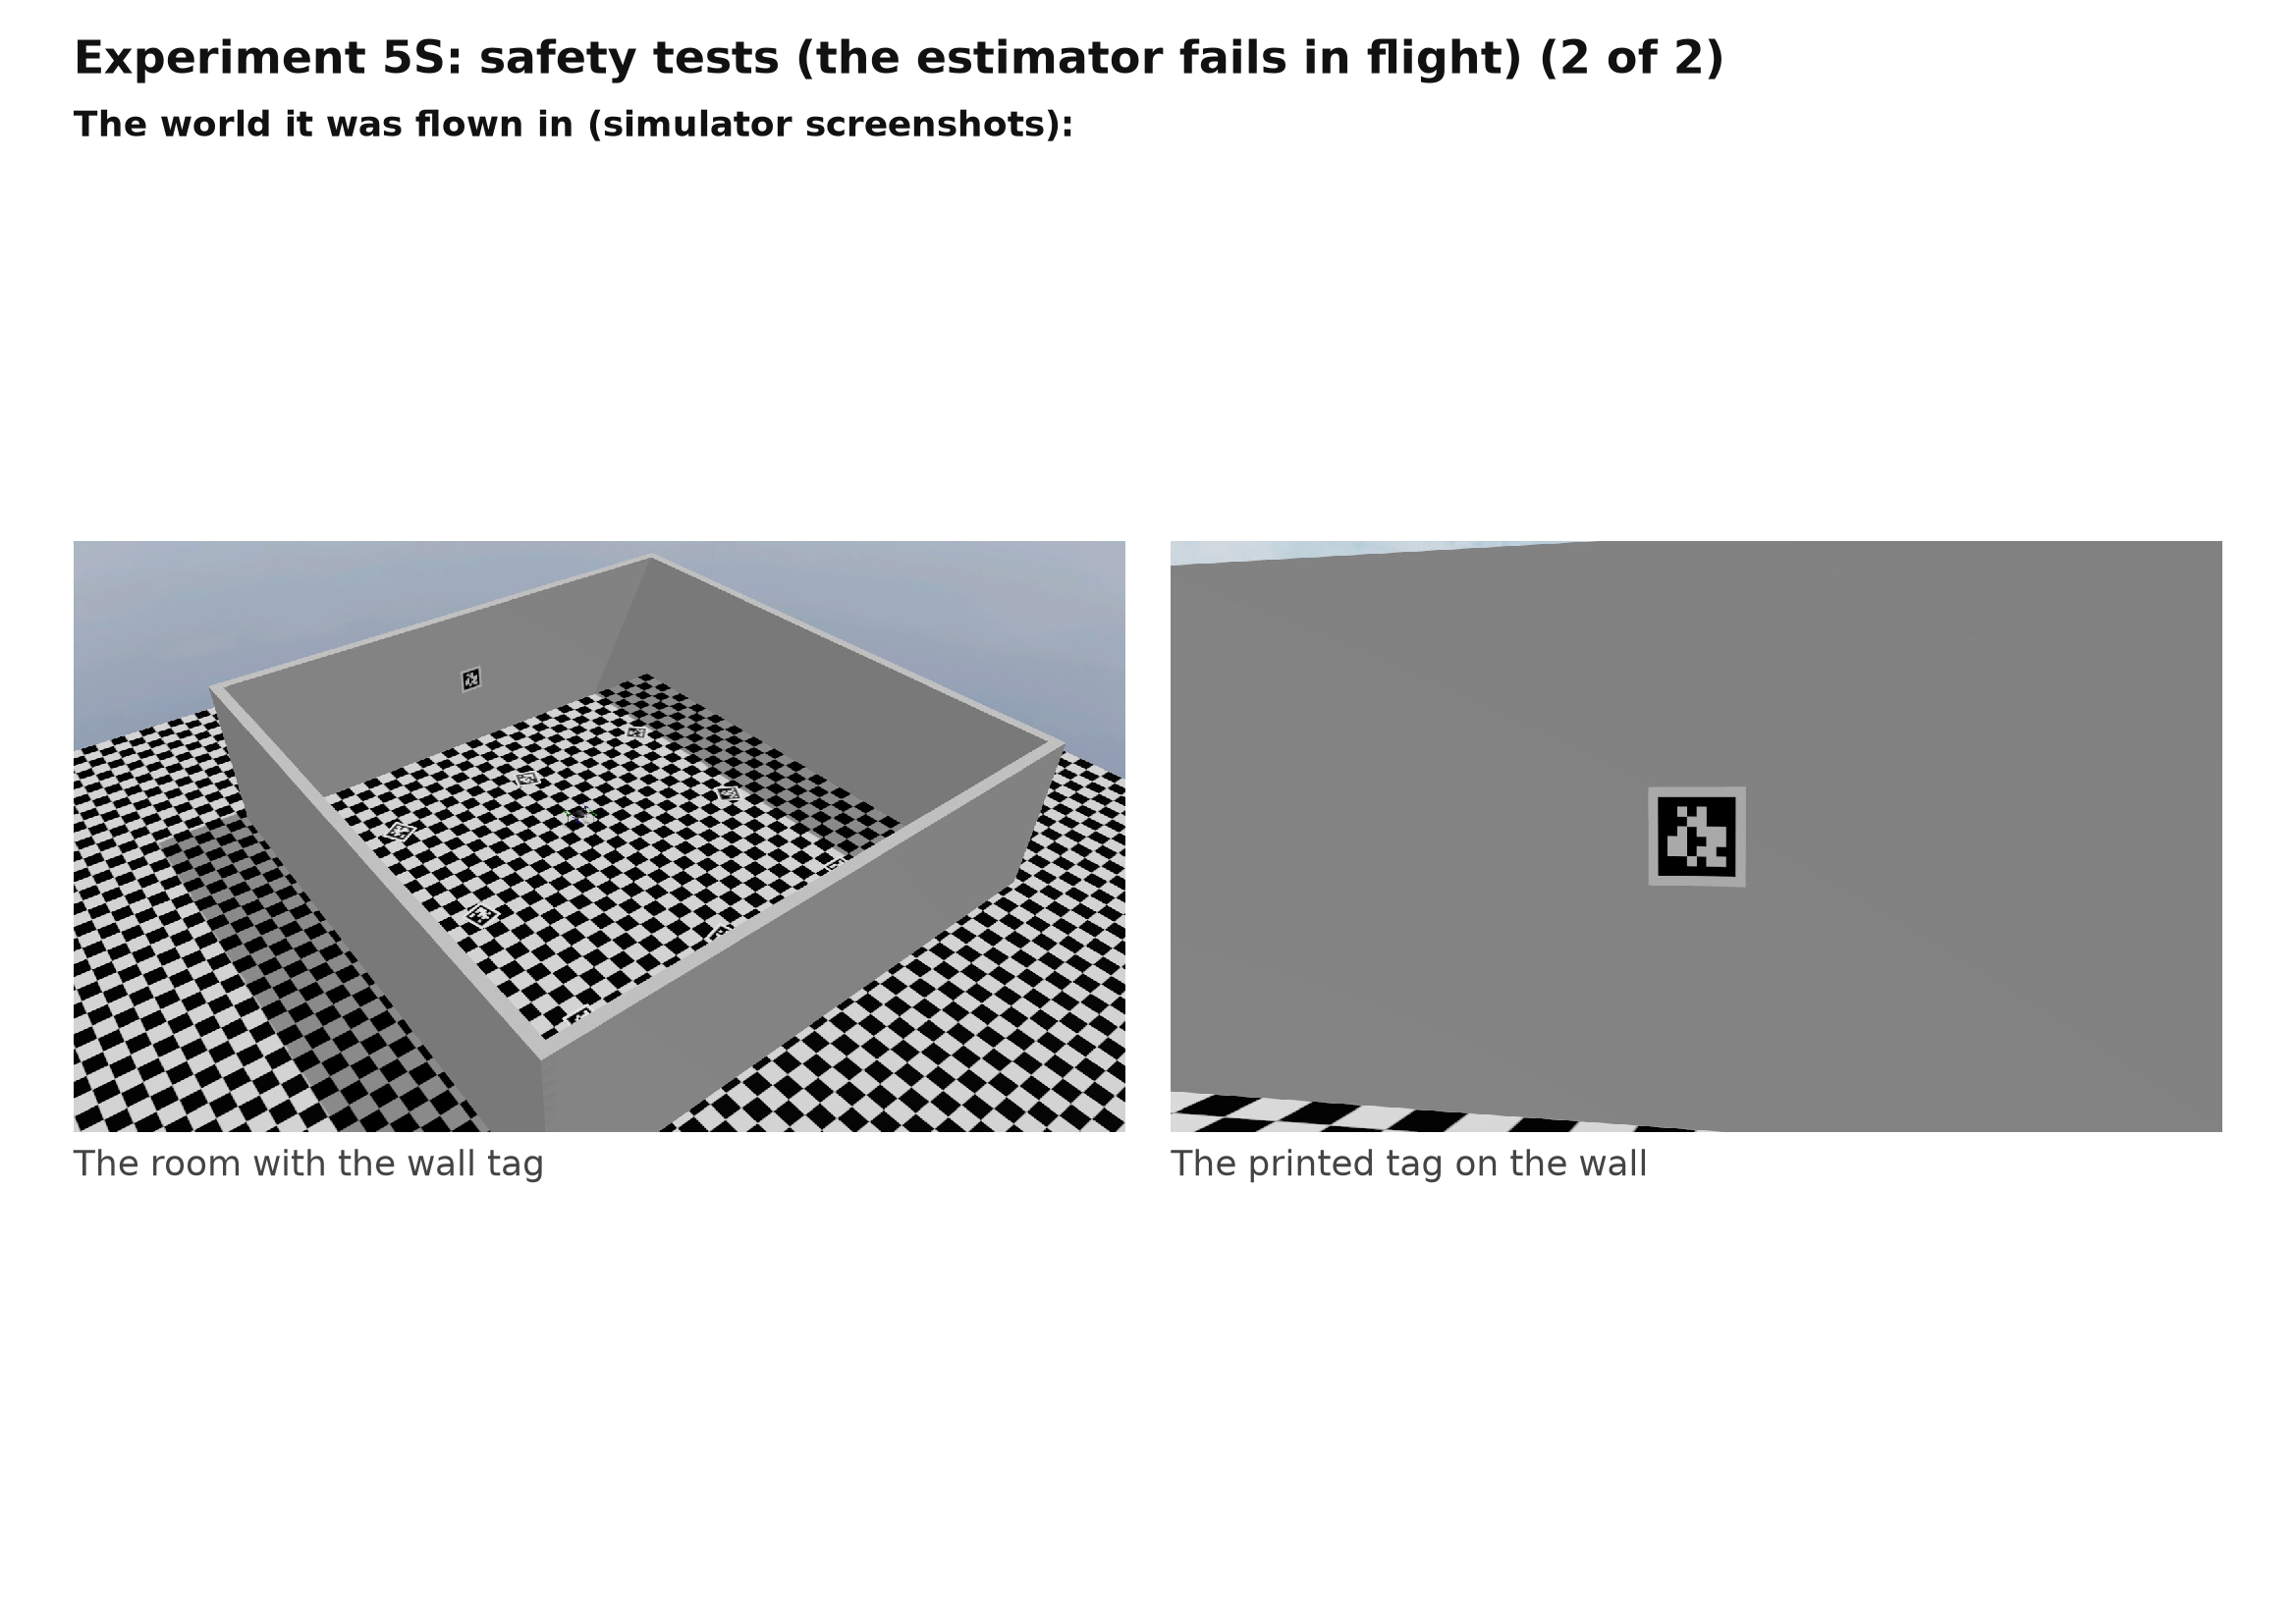 Experiment 5S: safety tests (the estimator fails in flight) (2 of 2)
The world it was flown in (simulator screenshots):
The room with the wall tag
The printed tag on the wall